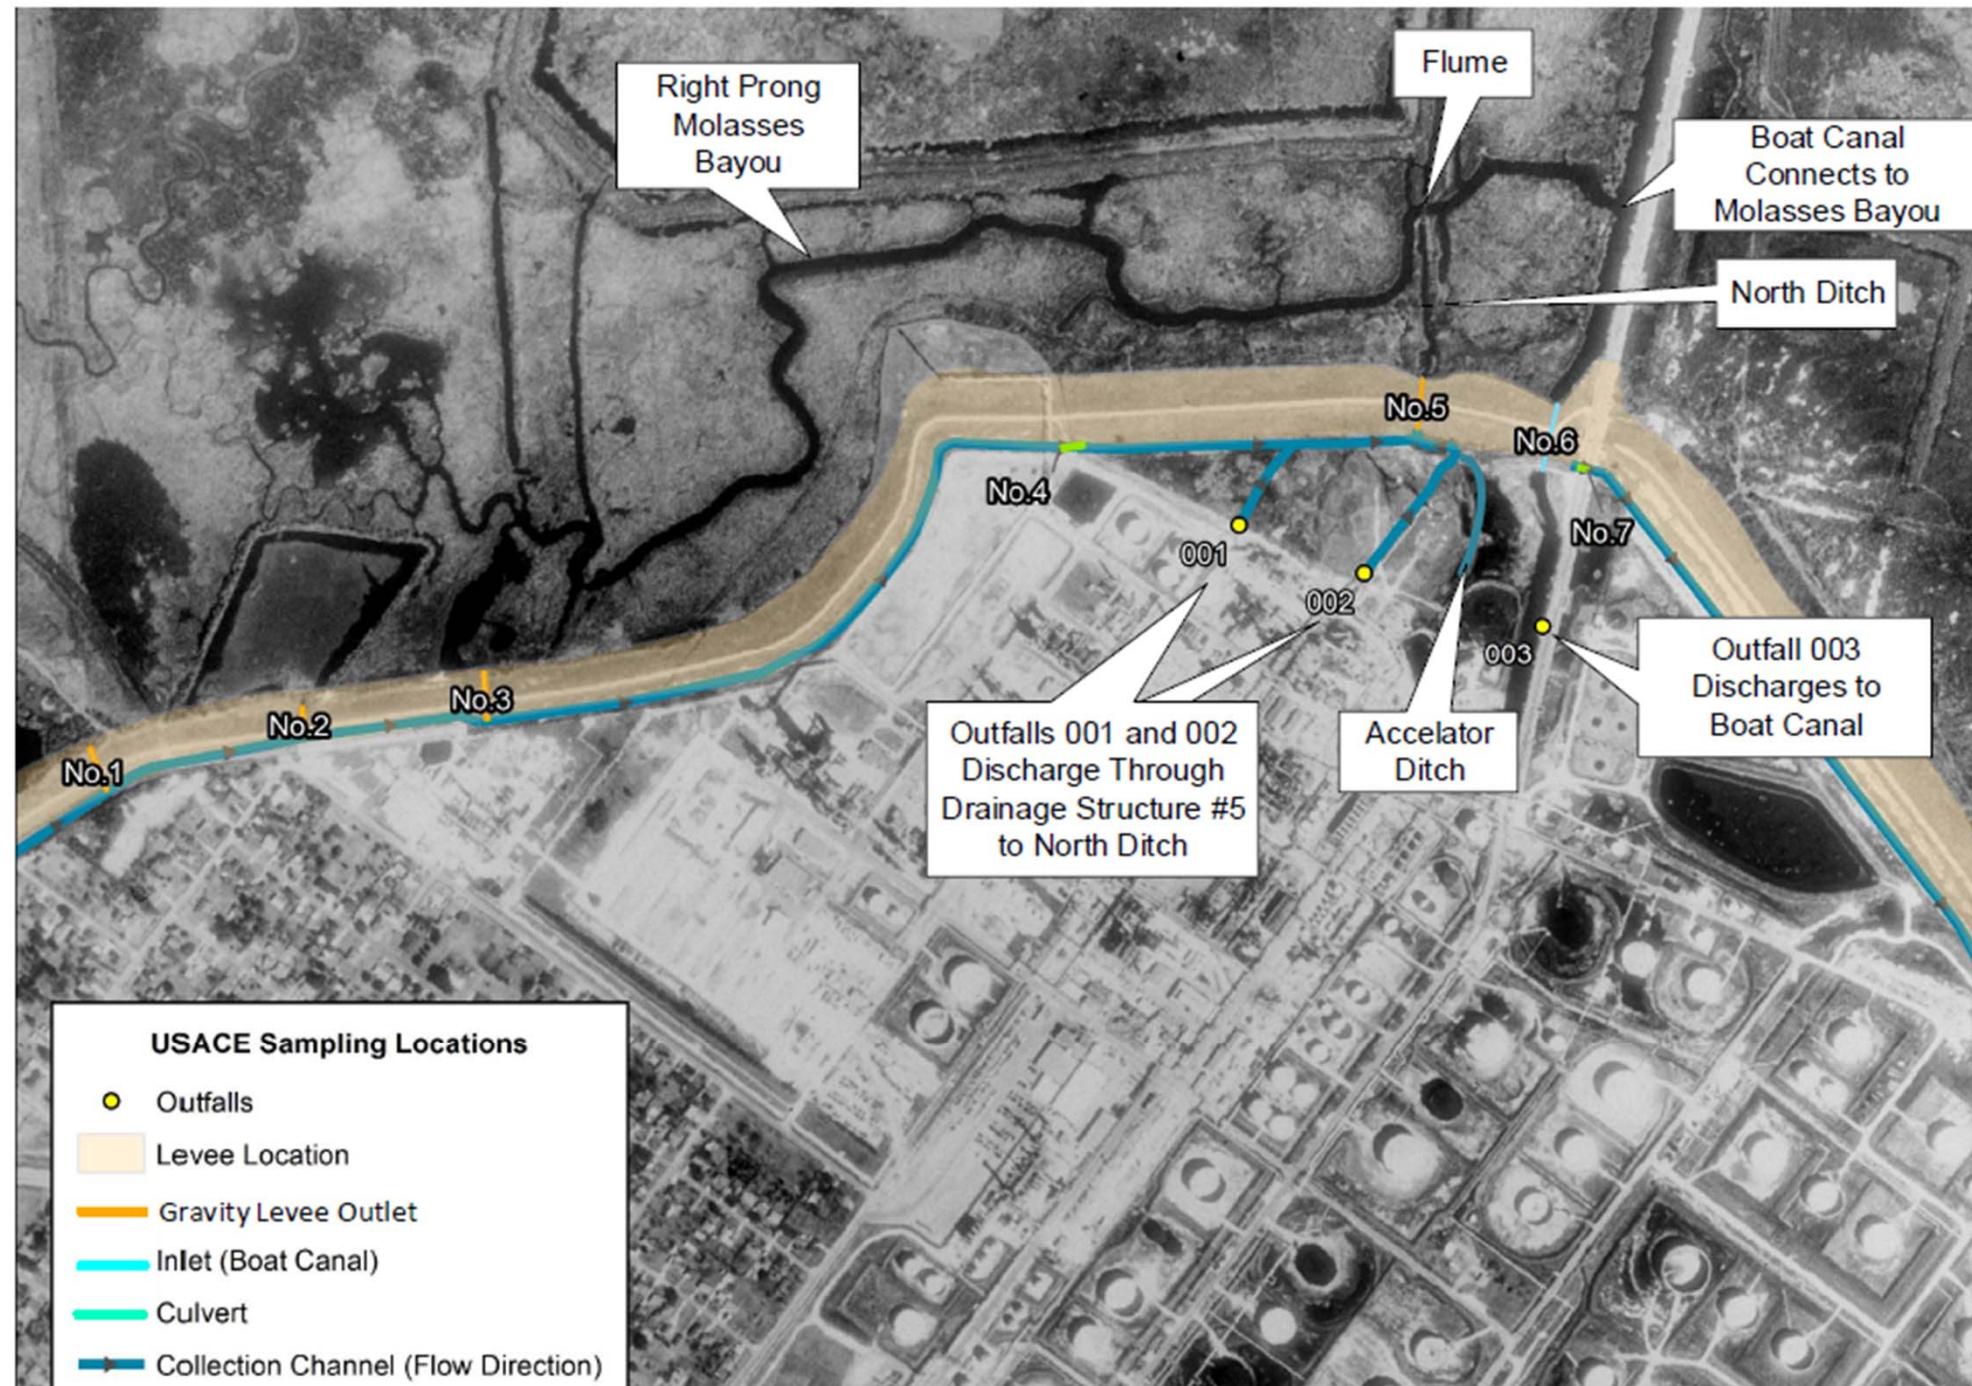 Flume
Right Prong
Molasses
Bayou
Boat Canal
Connects to
Molasses Bayou
North Ditch
No.5
No.6
No.4
No.7
001
002
003
No.3
No.2
No.1
Outfalls 001 and 002
Discharge Through
Drainage Structure #5
to North Ditch
Accelator
Ditch
Outfall 003
Discharges to
Boat Canal
USACE Sampling Locations
Outfalls
Levee Location
Gravity Levee Outlet
Inlet (Boat Canal)
Culvert
Collection Channel (Flow Direction)